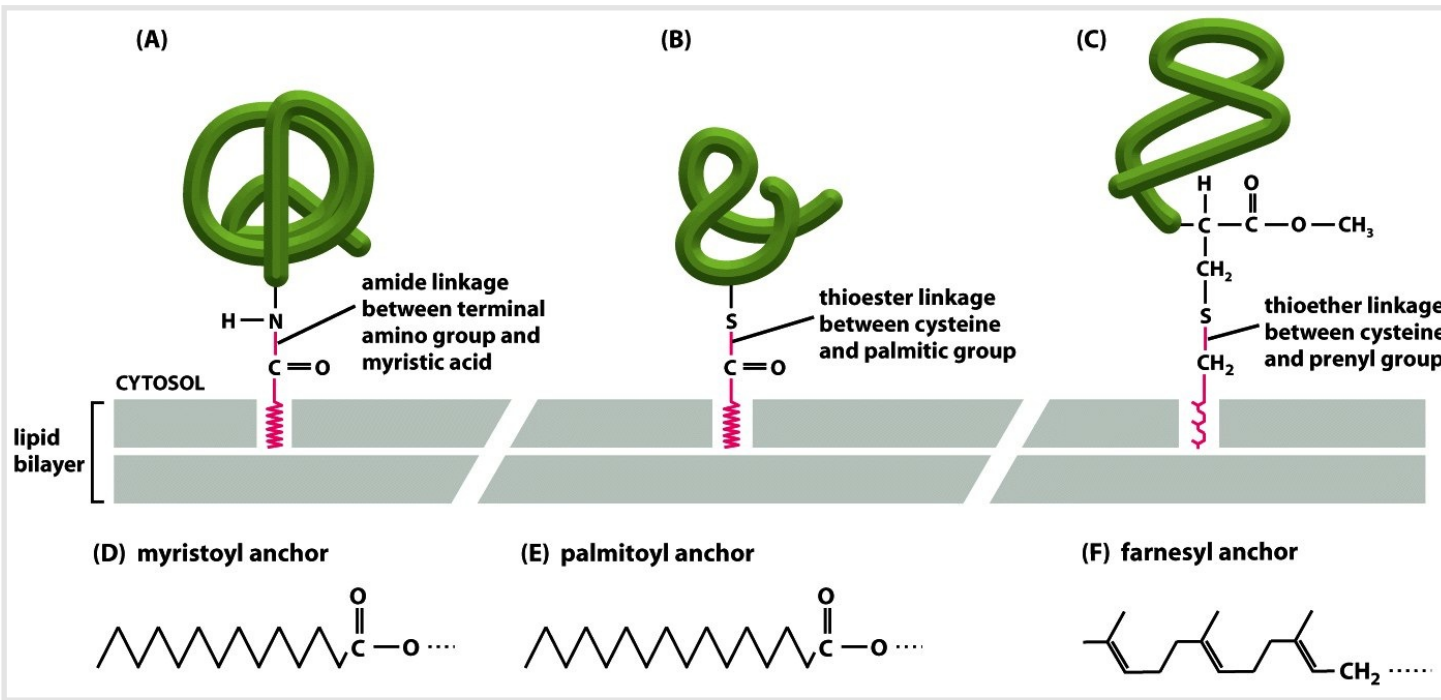 (A)
(B)
(C)
amide linkage
between terminal
amino group and
myristic acid
H — N
C = O
thioester linkage
between cysteine
and palmitic group
S
C = O
H
O
C — C — O — CH₃
CH₂
S
CH₂
thioether linkage
between cysteine
and prenyl group
CYTOSOL
lipid
bilayer
(D) myristoyl anchor
O
C — O
(E) palmitoyl anchor
O
C — O
(F) farnesyl anchor
CH₂